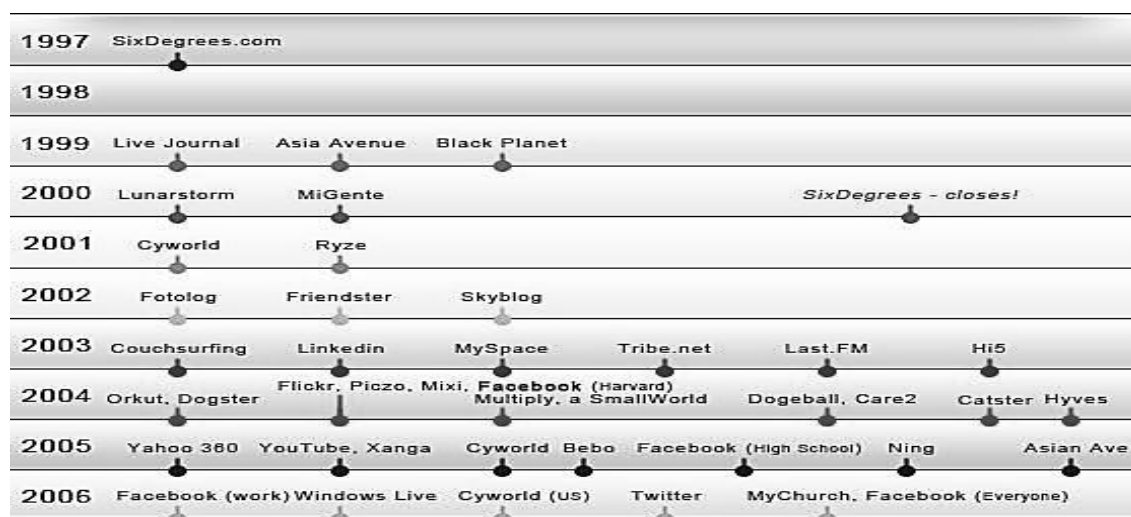 1997 SixDegrees.com
1998
1999 Live Journal Asia Avenue Black Planet
2000 Lunarstorm MiGente SixDegrees - closes!
2001 Cyworld Ryze
2002 Fotolog Friendster Skyblog
2003 Couchsurfing Linkedin MySpace Tribe.net Last.FM Hi5
Flickr, Piczo, Mixi, Facebook (Harvard)
2004 Orkut, Dogster Multiply, a SmallWorld Dogeball, Care2 Catster Hyves
2005 Yahoo 360 YouTube, Xanga Cyworld Bebo Facebook (High School) Ning Asian Ave
2006 Facebook (work) Windows Live Cyworld (US) Twitter MyChurch, Facebook (Everyone)